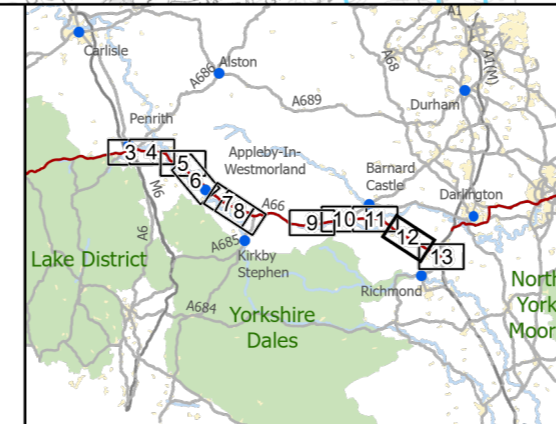 A1
Carlisle
Alston
A686
A68
A1(M)
A689
Durham
Penrith
3 4
5
6
7
8
Appleby-In-
Westmorland
Barnard
Castle
Darlington
A66
9 10 11
12
13
M6
A6
A685
Kirkby
Stephen
Lake District
Richmond
A684
Yorkshire
Dales
North
York
Moor